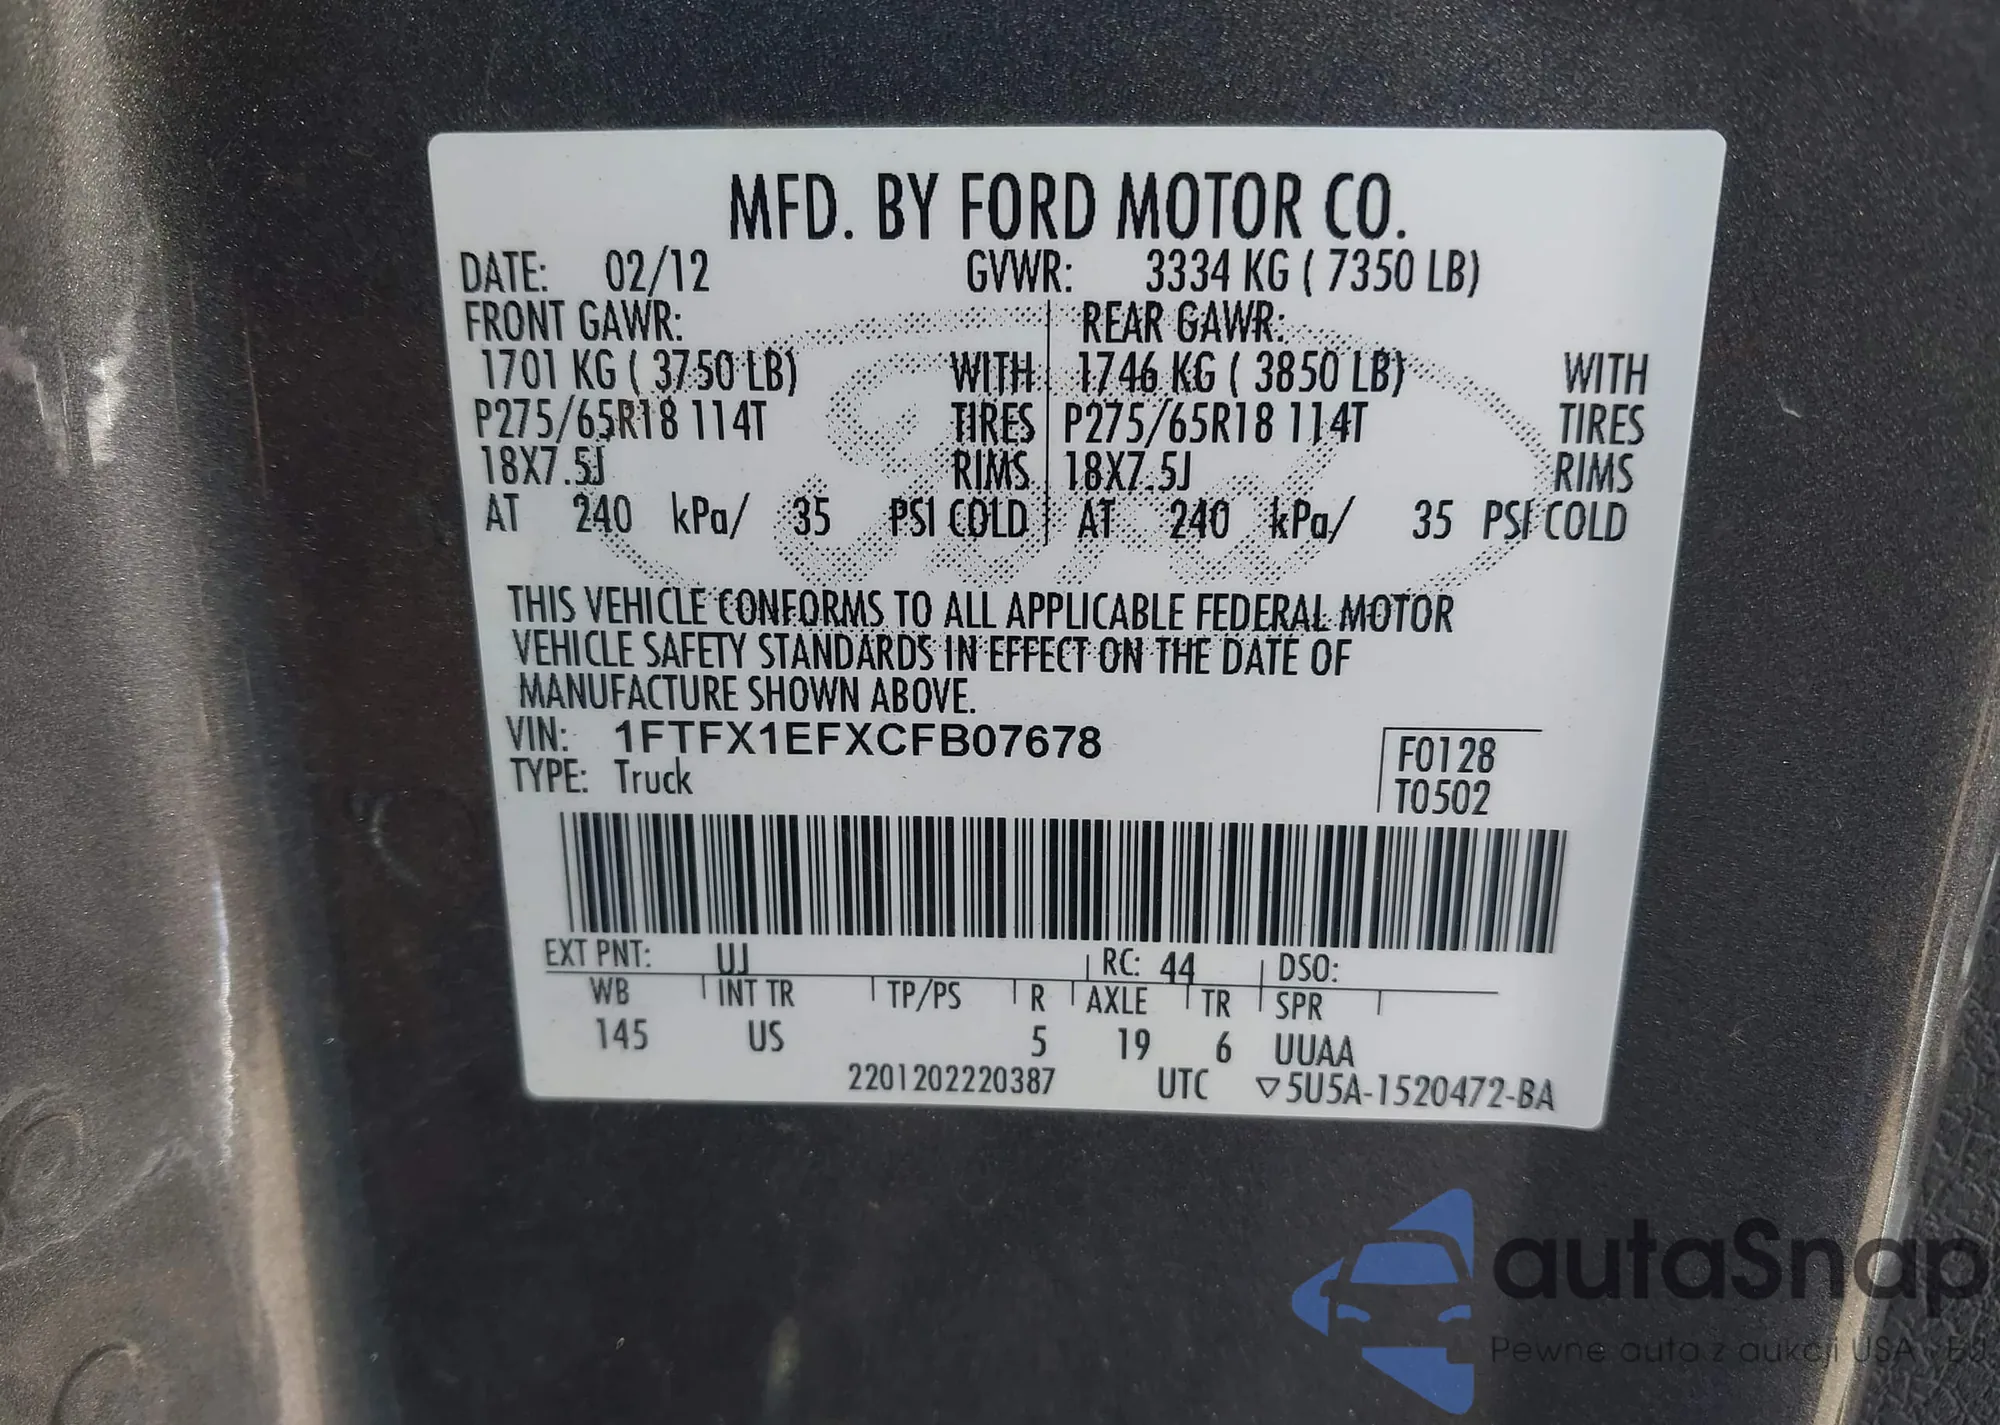 MFD. BY FORD MOTOR CO.
DATE: 02/12 GVWR: 3334 KG ( 7350 LB)
FRONT GAWR: REAR GAWR:
1701 KG ( 3750 LB) WITH 1746 KG ( 3850 LB) WITH
P275/65R18 114T TIRES P275/65R18 114T TIRES
18X7.5J RIMS 18X7.5J RIMS
AT 240 kPa/ 35 PSI COLD AT 240 kPa/ 35 PSI COLD
THIS VEHICLE CONFORMS TO ALL APPLICABLE FEDERAL MOTOR
VEHICLE SAFETY STANDARDS IN EFFECT ON THE DATE OF
MANUFACTURE SHOWN ABOVE.
VIN: 1FTFX1EFXCFB07678 F0128
TYPE: Truck T0502
EXT PNT: UJ RC: 44 DSO:
WB INT TR TP/PS R AXLE TR SPR
145 US 5 19 6 UUAA
2201202220387 UTC ▽5U5A-1520472-BA
autaSnap
Pewne auta z aukcji USA - EU